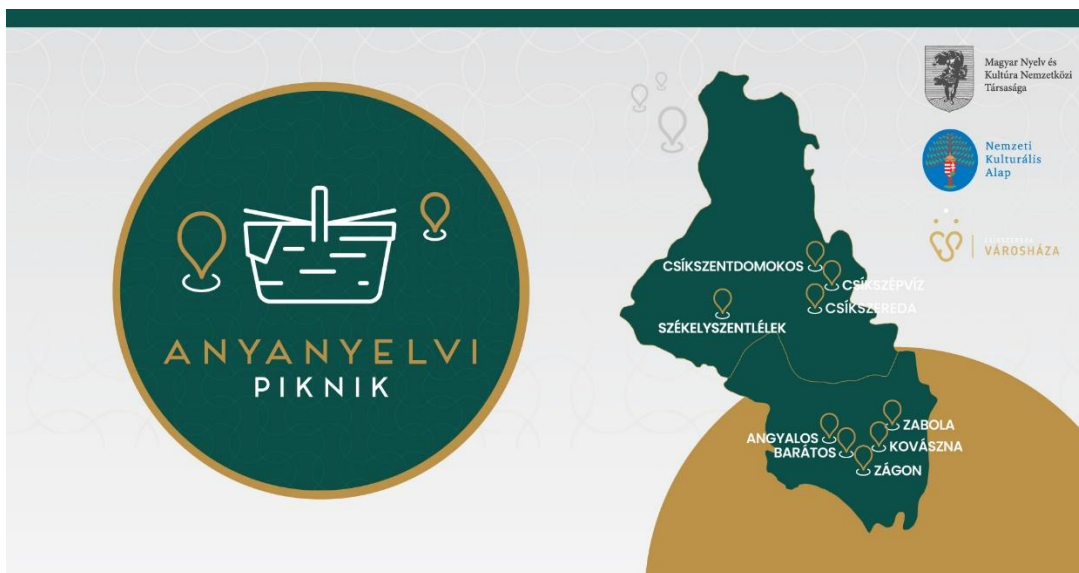 ANYANYELVI
PIKNIK
CSÍKSZENTDOMOKOS
CSÍKSZÉPVÍZ
CSÍKSZEREDA
SZÉKELYSZENTLÉLEK
ANGYALOS
BARÁTOS
ZABOLA
KOVÁSZNA
ZÁGON
Magyar Nyelv és
Kultúra Nemzetközi
Társasága
Nemzeti
Kulturális
Alap
VÁROSHÁZA